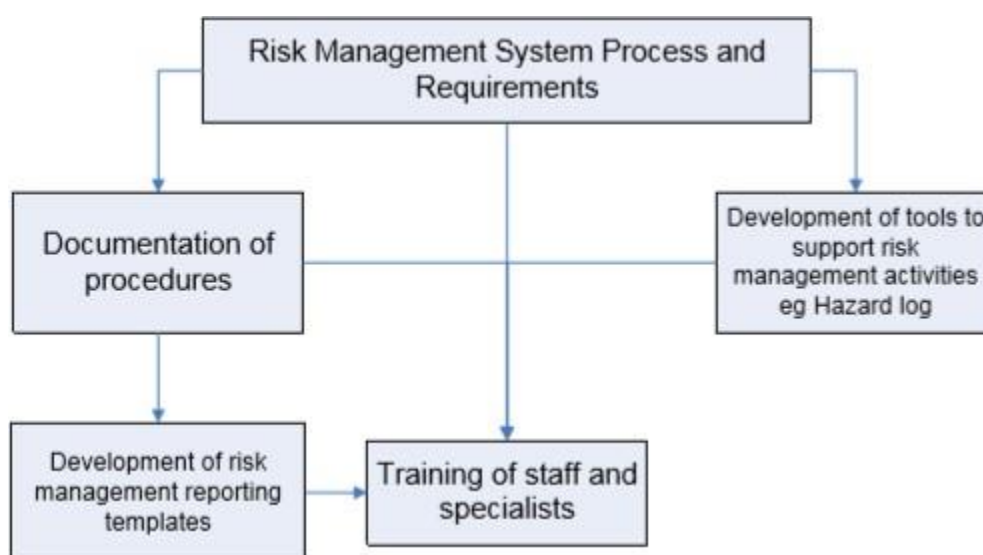 Risk Management System Process and
Requirements
Documentation of
procedures
Development of tools to
support risk
management activities
eg Hazard log
Development of risk
management reporting
templates
Training of staff and
specialists